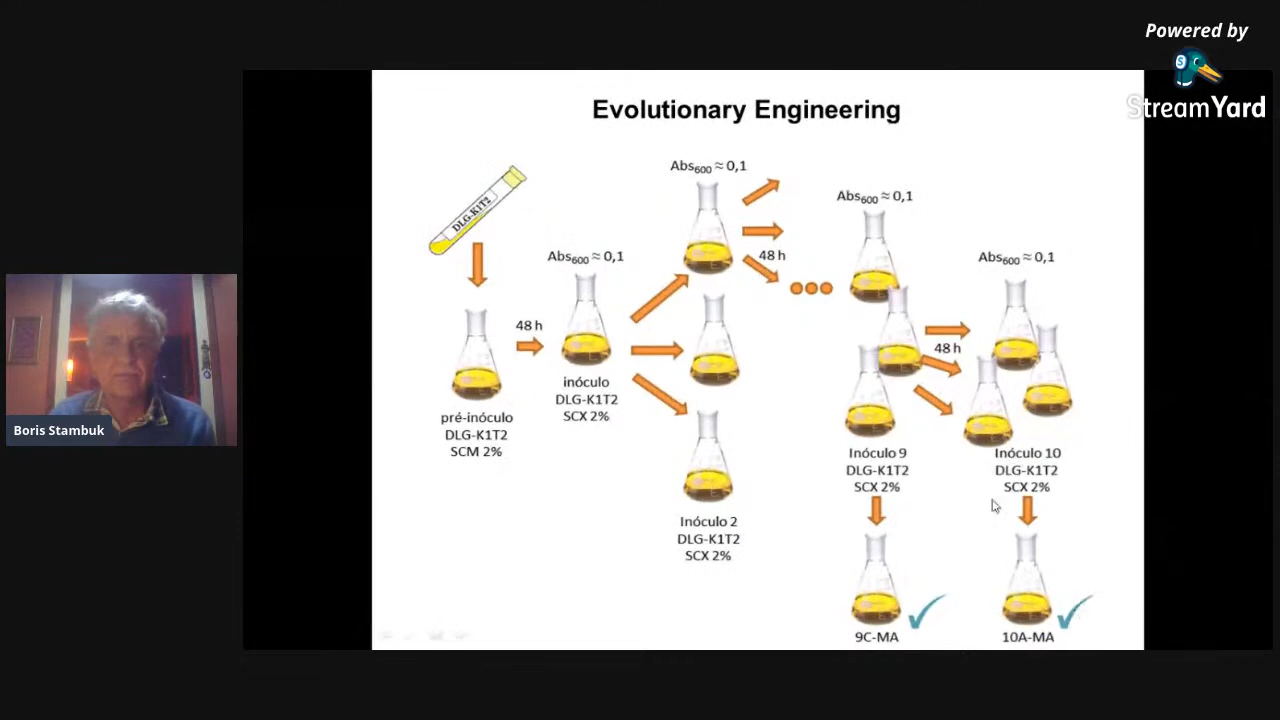 Powered by
StreamYard
Evolutionary Engineering
DLG-K1T2
pré-inóculo
DLG-K1T2
SCM 2%
48 h
Abs600 ≈ 0,1
inóculo
DLG-K1T2
SCX 2%
Abs600 ≈ 0,1
48 h
Inóculo 2
DLG-K1T2
SCX 2%
Abs600 ≈ 0,1
Inóculo 9
DLG-K1T2
SCX 2%
9C-MA
48 h
Abs600 ≈ 0,1
Inóculo 10
DLG-K1T2
SCX 2%
10A-MA
Boris Stambuk